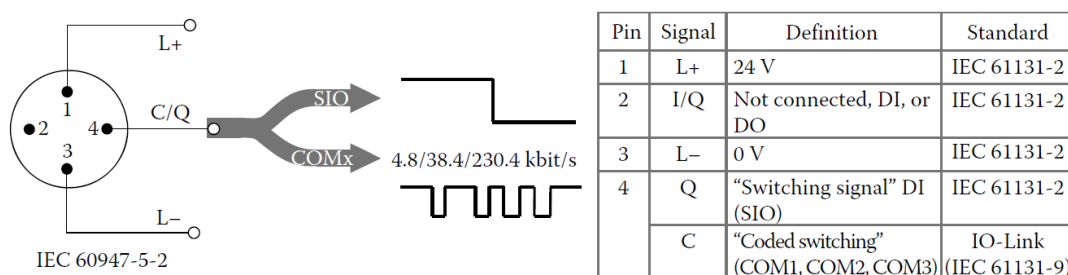 L+
1
2
C/Q
4
3
L−
IEC 60947-5-2
SIO
COMx
4.8/38.4/230.4 kbit/s
Pin Signal Definition Standard
1 L+ 24 V IEC 61131-2
2 I/Q Not connected, DI, or IEC 61131-2
DO
3 L− 0 V IEC 61131-2
4 Q “Switching signal” DI IEC 61131-2
(SIO)
C “Coded switching” IO-Link
(COM1, COM2, COM3) (IEC 61131-9)